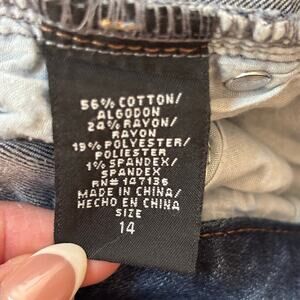 56% COTTON/
ALGODON
24% RAYON/
RAYON
19% POLYESTER/
POLIESTER
1% SPANDEX/
SPANDEX
RN# 147136
MADE IN CHINA/
HECHO EN CHINA
SIZE
14